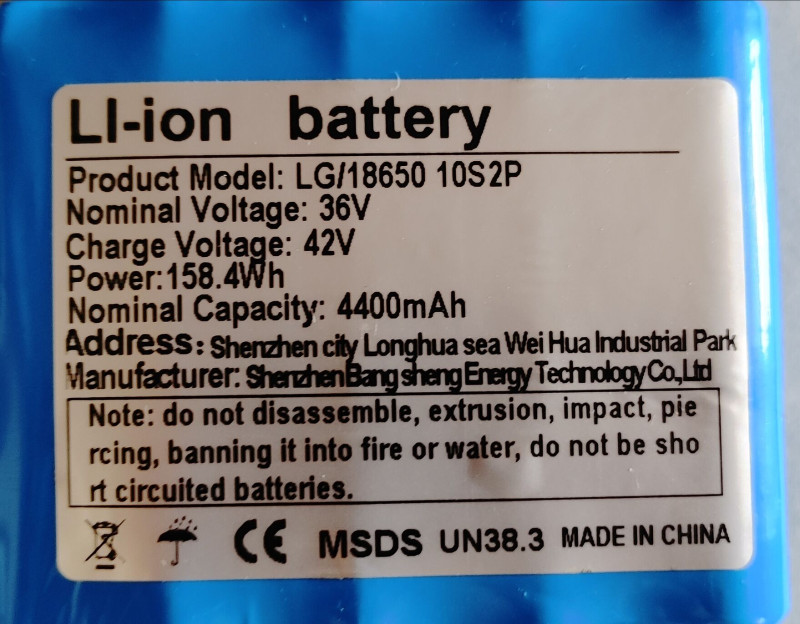 LI-ion battery
Product Model: LG/18650 10S2P
Nominal Voltage: 36V
Charge Voltage: 42V
Power:158.4Wh
Nominal Capacity: 4400mAh
Address: Shenzhen city Longhua sea Wei Hua Industrial Park
Manufacturer: Shenzhen Bang sheng Energy Technology Co.,Ltd
Note: do not disassemble, extrusion, impact, pie
rcing, banning it into fire or water, do not be sho
rt circuited batteries.
CE MSDS UN38.3 MADE IN CHINA